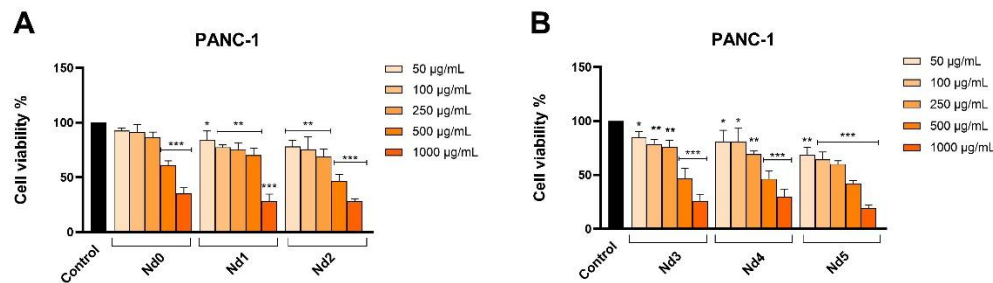 A
PANC-1
Cell viability %
150
100
50
0
*
**
***
***
**
***
Control
Nd0
Nd1
Nd2
50 µg/mL
100 µg/mL
250 µg/mL
500 µg/mL
1000 µg/mL
B
PANC-1
Cell viability %
150
100
50
0
*
**
**
***
*
*
**
***
**
***
Control
Nd3
Nd4
Nd5
50 µg/mL
100 µg/mL
250 µg/mL
500 µg/mL
1000 µg/mL